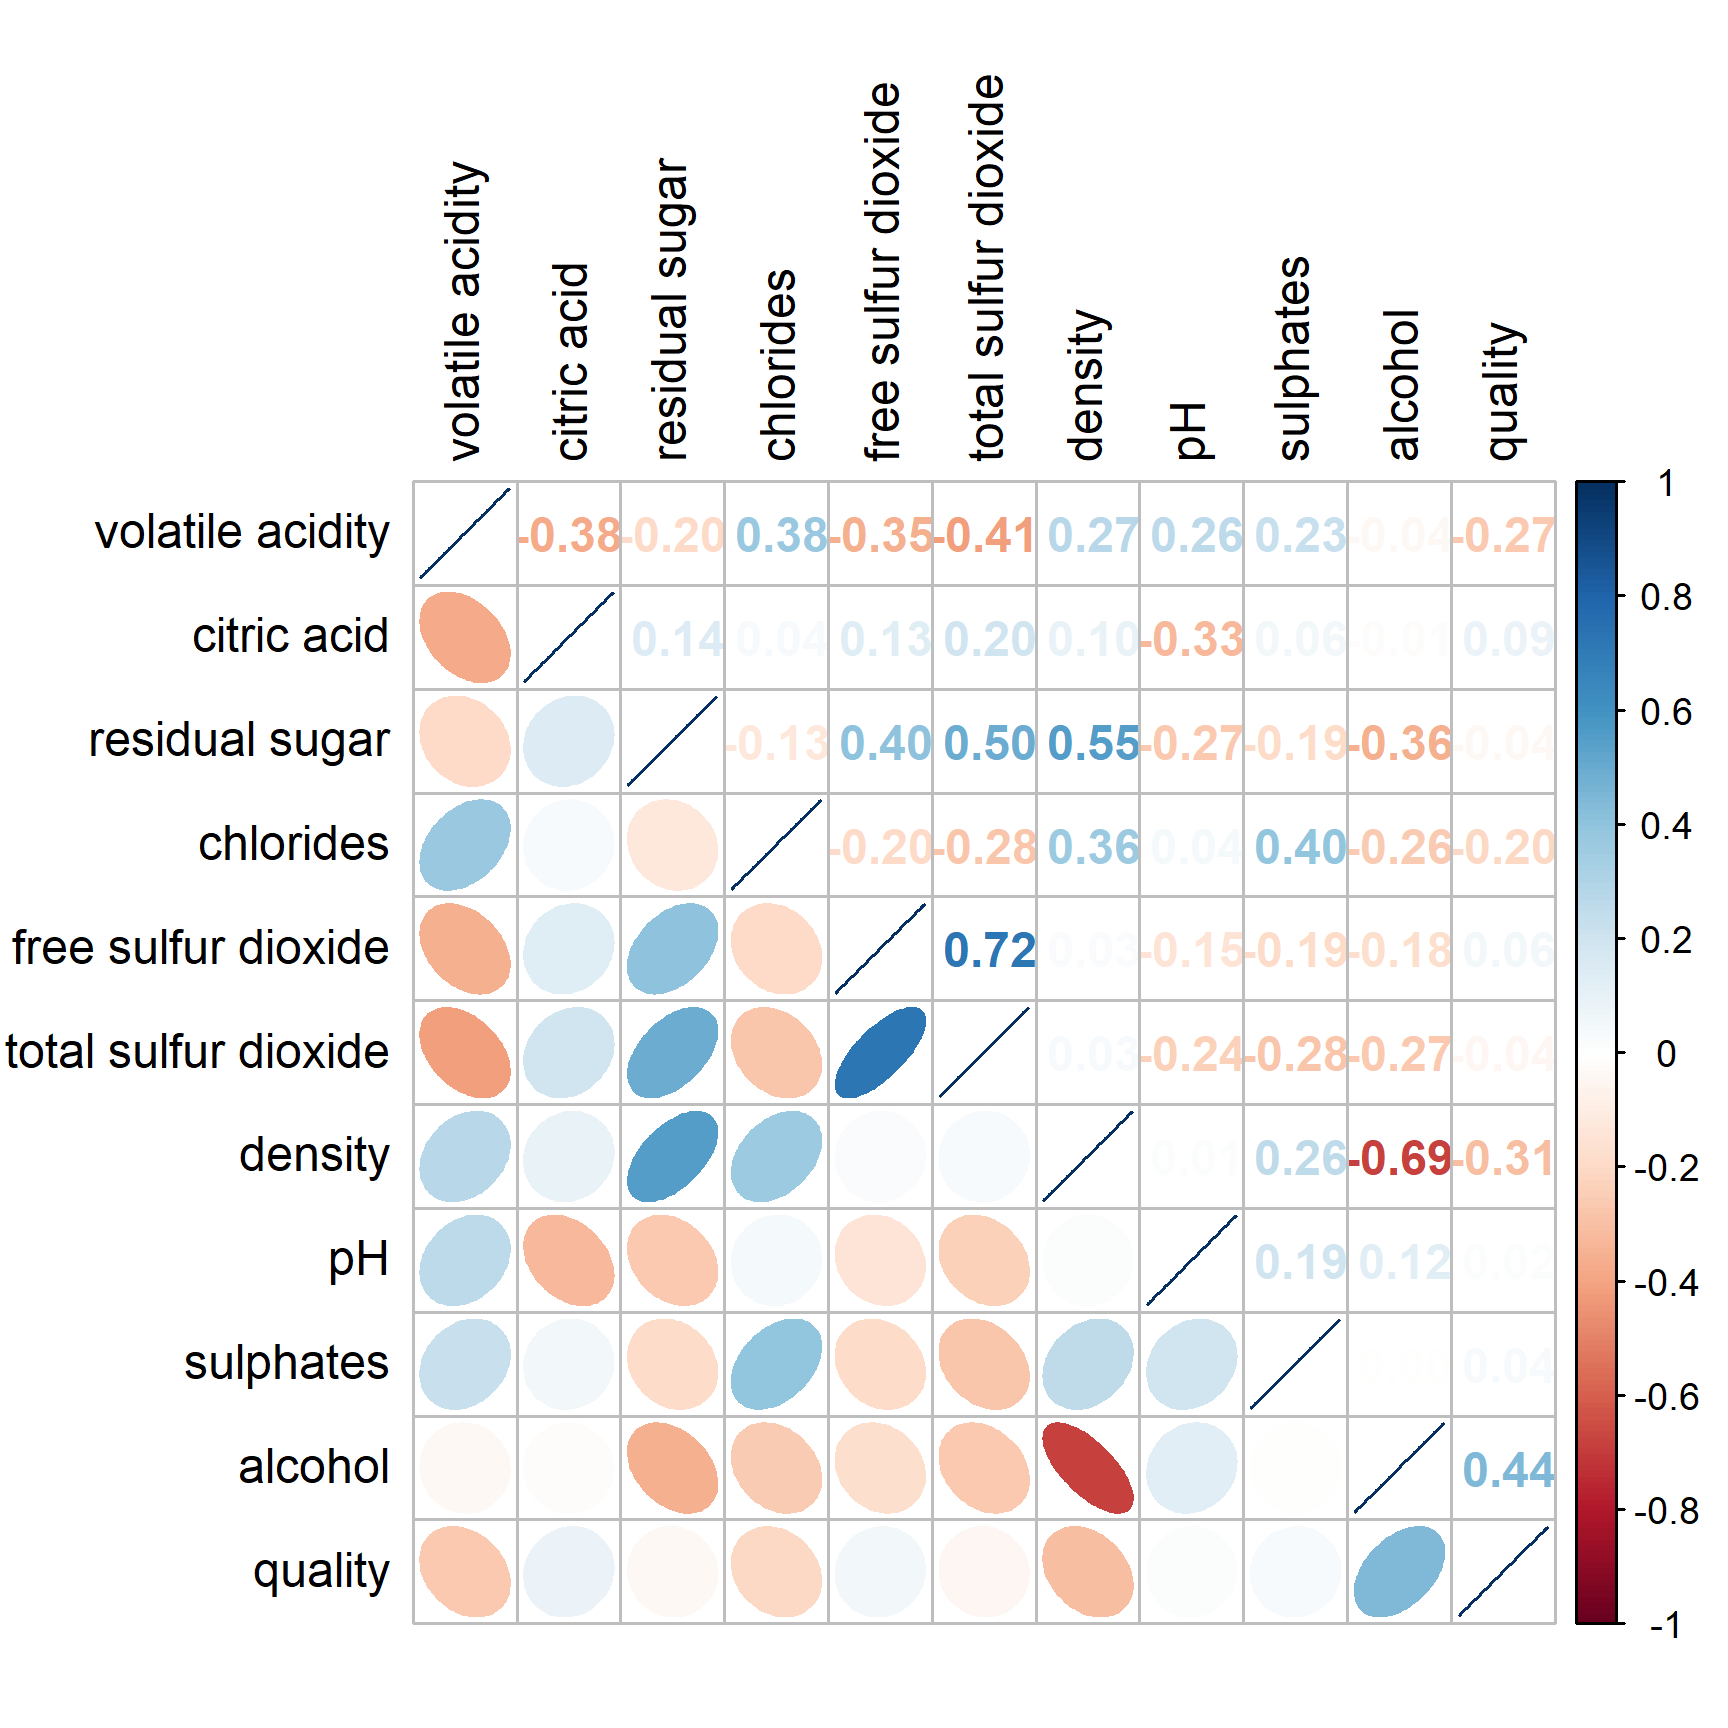 volatile acidity
citric acid
residual sugar
chlorides
free sulfur dioxide
total sulfur dioxide
density
pH
sulphates
alcohol
quality
volatile acidity -0.38 -0.20 0.38 -0.35 -0.41 0.27 0.26 0.23 -0.04 -0.27
citric acid 0.14 0.04 0.13 0.20 0.10 -0.33 0.06 -0.01 0.09
residual sugar -0.13 0.40 0.50 0.55 -0.27 -0.19 -0.36 -0.04
chlorides -0.20 -0.28 0.36 0.04 0.40 -0.26 -0.20
free sulfur dioxide 0.72 0.03 -0.15 -0.19 -0.18 0.06
total sulfur dioxide 0.03 -0.24 -0.28 -0.27 -0.04
density 0.01 0.26 -0.69 -0.31
pH 0.19 0.12 0.02
sulphates 0.04
alcohol 0.44
quality
1
0.8
0.6
0.4
0.2
0
-0.2
-0.4
-0.6
-0.8
-1